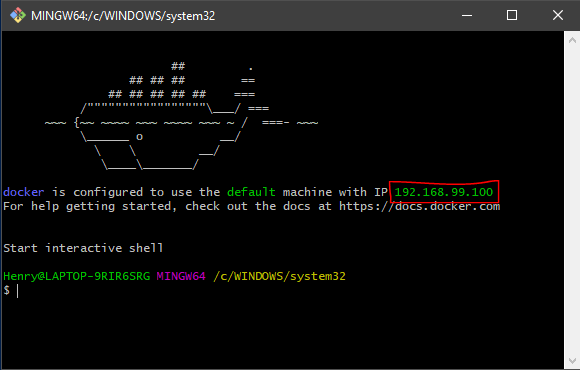 MINGW64:/c/WINDOWS/system32
                        ##         .
                  ## ## ##        ==
               ## ## ## ## ##    ===
           /"""""""""""""""""\___/ ===
      ~~~ {~~ ~~~~ ~~~ ~~~~ ~~~ ~ /  ===- ~~~
           \______ o           __/
             \    \         __/
              \____\_______/
docker is configured to use the default machine with IP 192.168.99.100
For help getting started, check out the docs at https://docs.docker.com
Start interactive shell
Henry@LAPTOP-9RIR6SRG MINGW64 /c/WINDOWS/system32
$